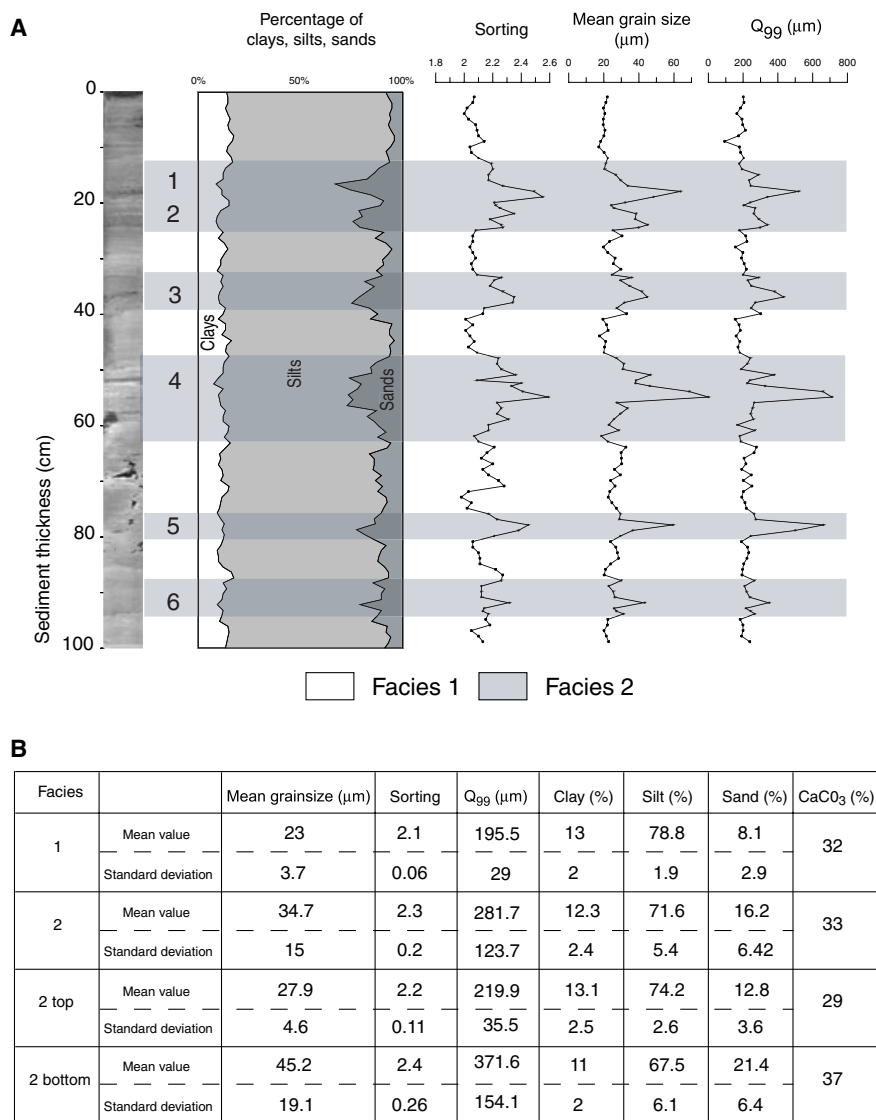 A
Percentage of
clays, silts, sands
Sorting
Mean grain size
(μm)
Q99 (μm)
0% 50% 100%
1.8 2 2.2 2.4 2.6
0 20 40 60
0 200 400 600 800
Sediment thickness (cm)
0
20
40
60
80
100
1
2
3
4
5
6
Clays
Silts
Sands
Facies 1
Facies 2
B
Facies Mean grainsize (μm) Sorting Q99 (μm) Clay (%) Silt (%) Sand (%) CaC03 (%)
1 Mean value 23 2.1 195.5 13 78.8 8.1 32
Standard deviation 3.7 0.06 29 2 1.9 2.9
2 Mean value 34.7 2.3 281.7 12.3 71.6 16.2 33
Standard deviation 15 0.2 123.7 2.4 5.4 6.42
2 top Mean value 27.9 2.2 219.9 13.1 74.2 12.8 29
Standard deviation 4.6 0.11 35.5 2.5 2.6 3.6
2 bottom Mean value 45.2 2.4 371.6 11 67.5 21.4 37
Standard deviation 19.1 0.26 154.1 2 6.1 6.4